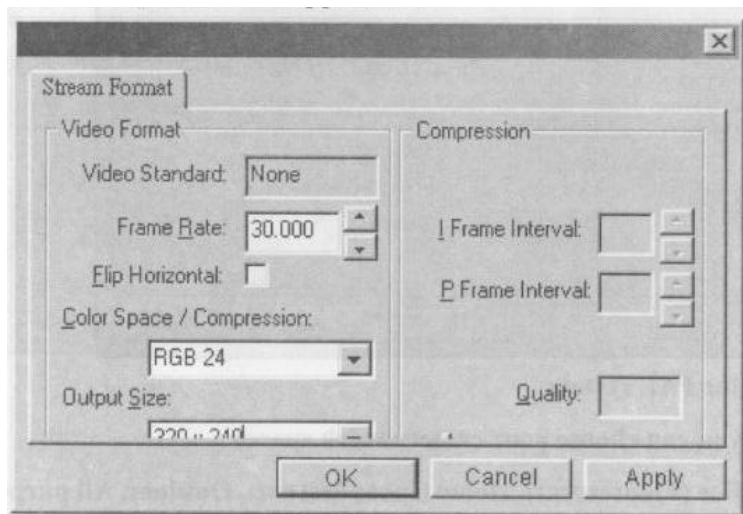 Stream Format
Video Format
Video Standard: None
Frame Rate: 30.000
Flip Horizontal:
Color Space / Compression:
RGB 24
Output Size:
320 x 240
Compression
I Frame Interval:
P Frame Interval:
Quality:
OK Cancel Apply